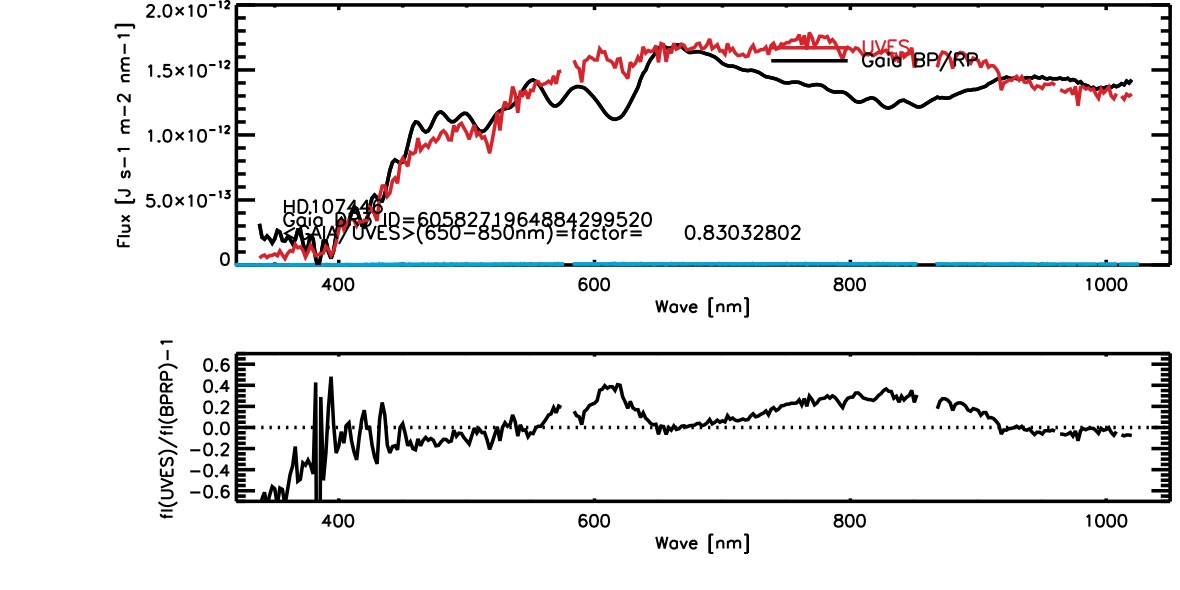 2.0×10−12
1.5×10−12
1.0×10−12
5.0×10−13
0
Flux [J s−1 m−2 nm−1]
UVES
Gaia BP/RP
HD107446
Gaia DR3 ID=6058271964884299520
<GAIA/UVES>(650−850nm)=factor= 0.83032802
400 600 800 1000
Wave [nm]
0.6
0.4
0.2
0.0
−0.2
−0.4
−0.6
fl(UVES)/fl(BPRP)−1
400 600 800 1000
Wave [nm]